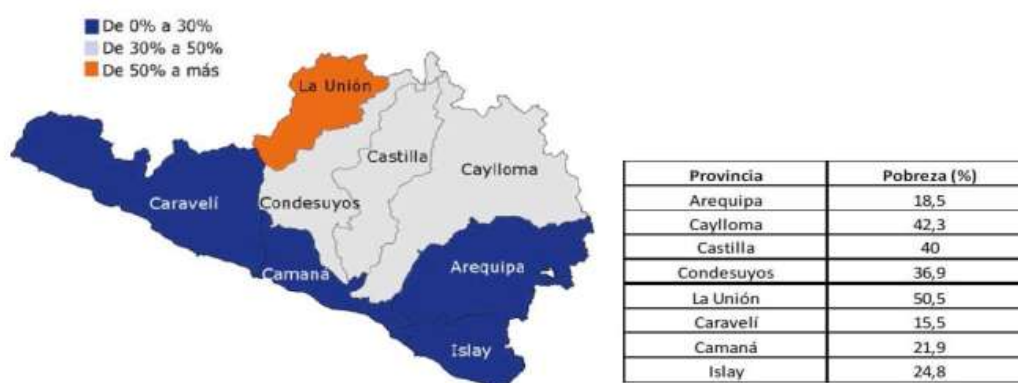 De 0% a 30%
De 30% a 50%
De 50% a más
La Unión
Castilla
Caylloma
Caravelí
Condesuyos
Camaná
Arequipa
Islay
Provincia Pobreza (%)
Arequipa 18,5
Caylloma 42,3
Castilla 40
Condesuyos 36,9
La Unión 50,5
Caravelí 15,5
Camaná 21,9
Islay 24,8